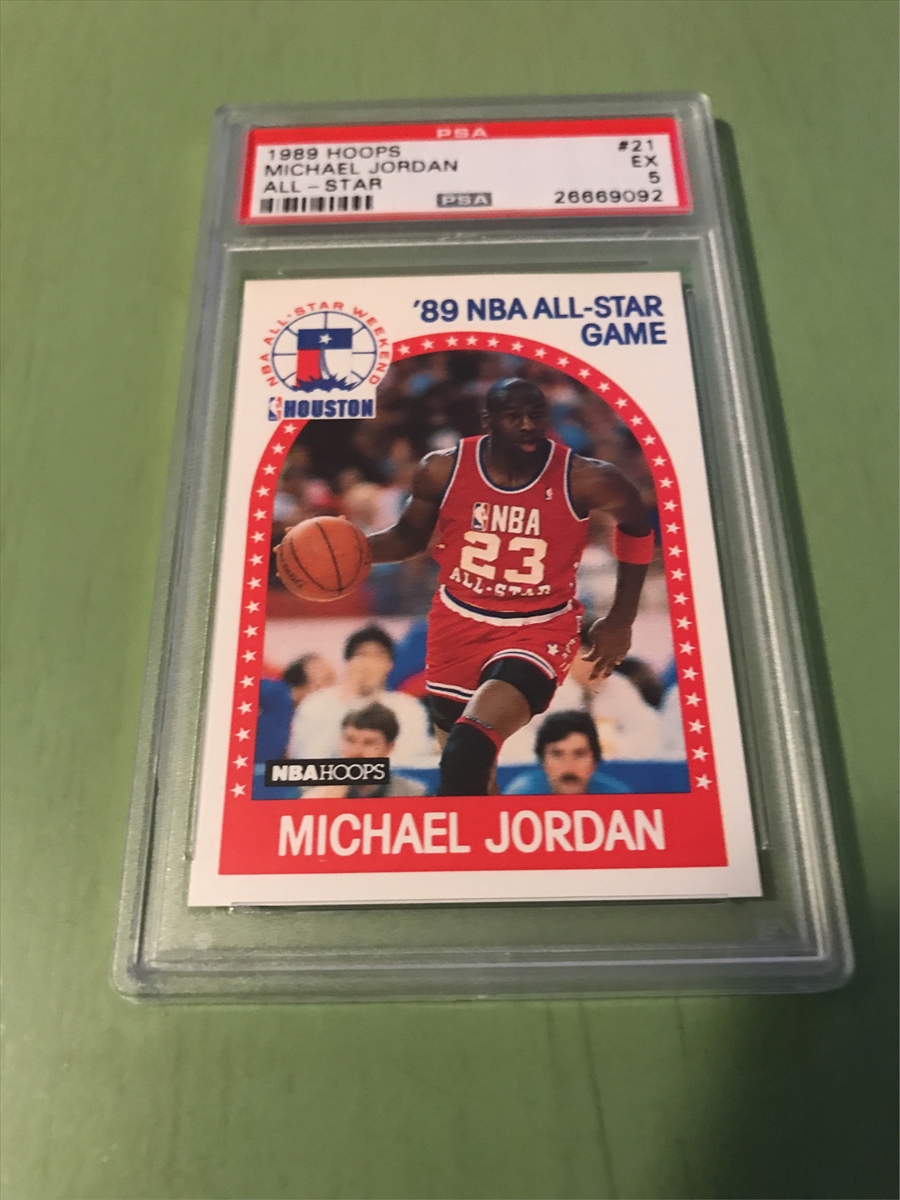 PSA
1989 HOOPS #21
MICHAEL JORDAN EX
ALL-STAR 5
PSA 26669092
NBA ALL-STAR WEEKEND
HOUSTON
'89 NBA ALL-STAR
GAME
NBA
23
ALL-STAR
NBA HOOPS
MICHAEL JORDAN